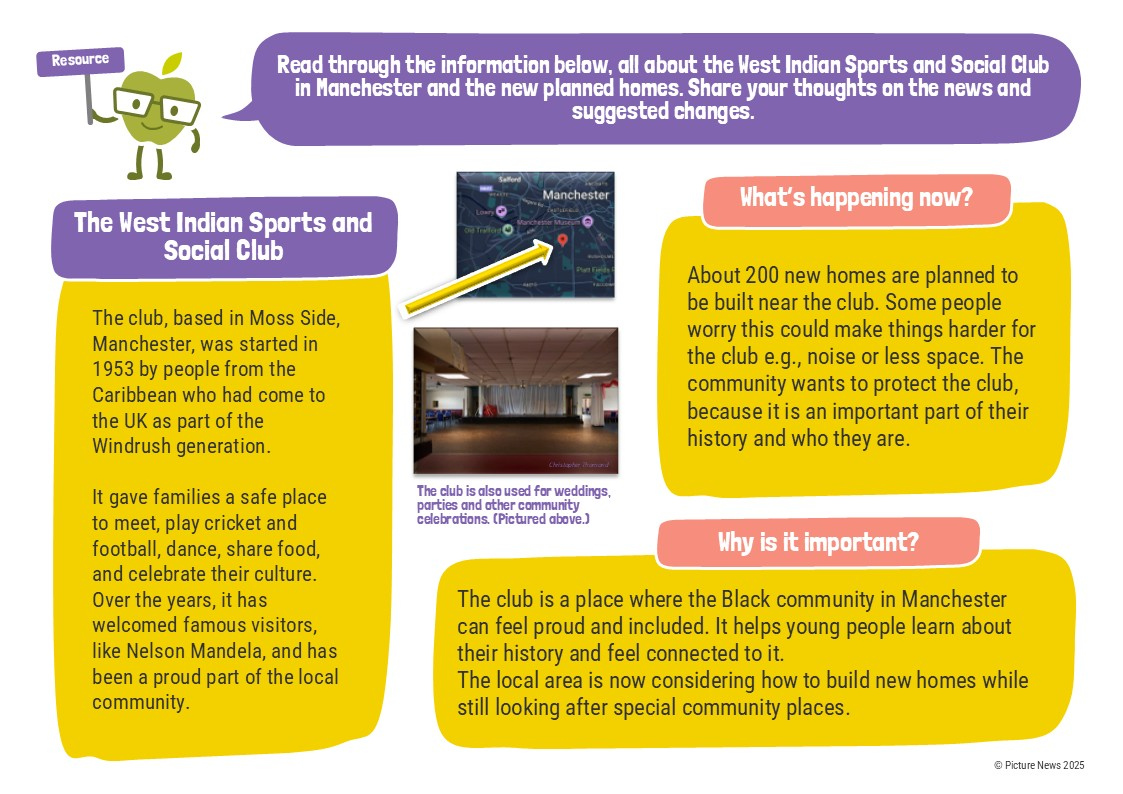 Resource
Read through the information below, all about the West Indian Sports and Social Club
in Manchester and the new planned homes. Share your thoughts on the news and
suggested changes.
The West Indian Sports and
Social Club
The club, based in Moss Side,
Manchester, was started in
1953 by people from the
Caribbean who had come to
the UK as part of the
Windrush generation.
It gave families a safe place
to meet, play cricket and
football, dance, share food,
and celebrate their culture.
Over the years, it has
welcomed famous visitors,
like Nelson Mandela, and has
been a proud part of the local
community.
Salford
Manchester
Lowry
Manchester Museum
Old Trafford
Platt Fields
The club is also used for weddings,
parties and other community
celebrations. (Pictured above.)
What's happening now?
About 200 new homes are planned to
be built near the club. Some people
worry this could make things harder for
the club e.g., noise or less space. The
community wants to protect the club,
because it is an important part of their
history and who they are.
Why is it important?
The club is a place where the Black community in Manchester
can feel proud and included. It helps young people learn about
their history and feel connected to it.
The local area is now considering how to build new homes while
still looking after special community places.
© Picture News 2025